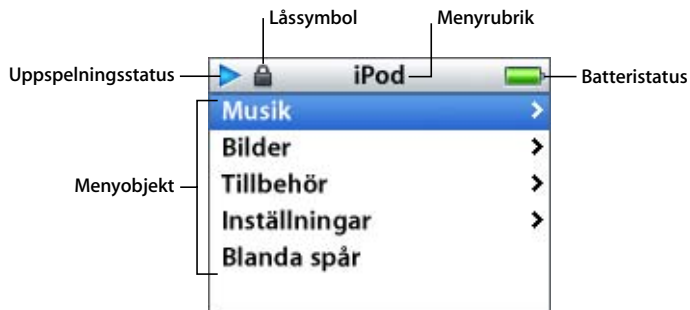 Låssymbol Menyrubrik
Uppspelningsstatus iPod Batteristatus
Musik
Bilder
Menyobjekt Tillbehör
Inställningar
Blanda spår